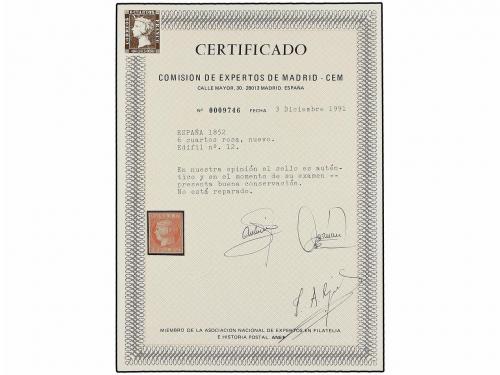 CERTIFICADO
COMISION DE EXPERTOS DE MADRID - CEM
CALLE MAYOR, 30. 28013 MADRID. ESPAÑA
Nº 0009746 FECHA 3 Diciembre 1991
ESPAÑA 1852
6 cuartos rosa, nuevo.
Edifil nº. 12.
En nuestra opinión el sello es autén-
tico y en el momento de su examen --
presenta buena conservación.
No está reparado.
MIEMBRO DE LA ASOCIACION NACIONAL DE EXPERTOS EN FILATELIA
E HISTORIA POSTAL. ANEF